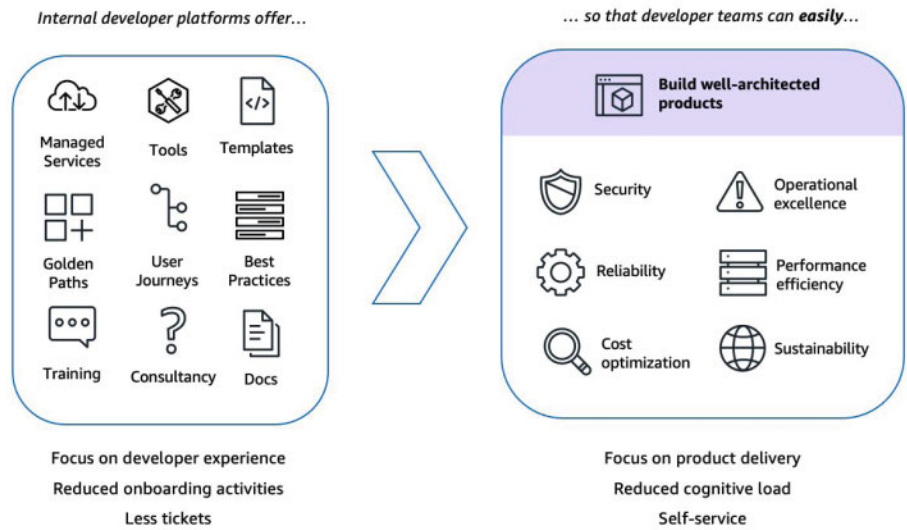 Internal developer platforms offer...
Managed
Services
Tools
Templates
Golden
Paths
User
Journeys
Best
Practices
Training
Consultancy
Docs
Focus on developer experience
Reduced onboarding activities
Less tickets
... so that developer teams can easily...
Build well-architected
products
Security
Operational
excellence
Reliability
Performance
efficiency
Cost
optimization
Sustainability
Focus on product delivery
Reduced cognitive load
Self-service